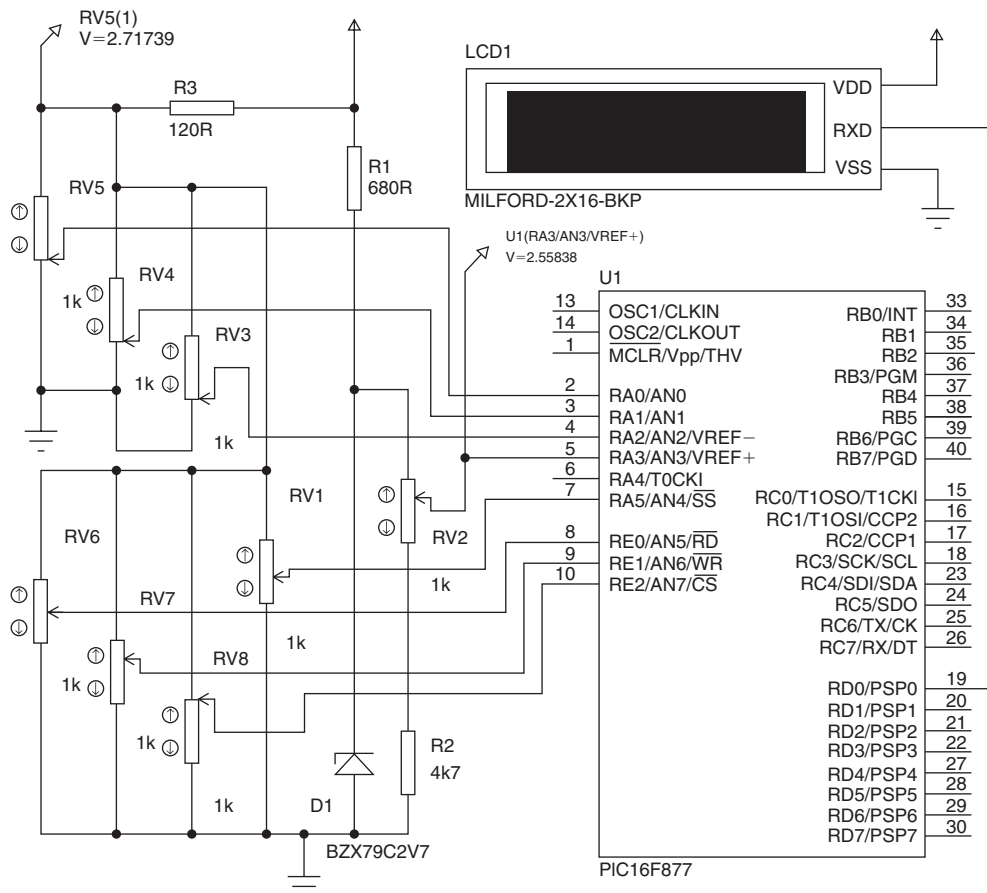 RV5(1)
V=2.71739
R3
120R
R1
680R
LCD1
VDD
RXD
VSS
MILFORD-2X16-BKP
RV5
RV4
1k
RV3
1k
1k
U1(RA3/AN3/VREF+)
V=2.55838
U1
13 OSC1/CLKIN
14 OSC2/CLKOUT
1 MCLR/Vpp/THV
2 RA0/AN0
3 RA1/AN1
4 RA2/AN2/VREF−
5 RA3/AN3/VREF+
6 RA4/T0CKI
7 RA5/AN4/SS
8 RE0/AN5/RD
9 RE1/AN6/WR
10 RE2/AN7/CS
RB0/INT 33
RB1 34
RB2 35
RB3/PGM 36
RB4 37
RB5 38
RB6/PGC 39
RB7/PGD 40
RC0/T1OSO/T1CKI 15
RC1/T1OSI/CCP2 16
RC2/CCP1 17
RC3/SCK/SCL 18
RC4/SDI/SDA 23
RC5/SDO 24
RC6/TX/CK 25
RC7/RX/DT 26
RD0/PSP0 19
RD1/PSP1 20
RD2/PSP2 21
RD3/PSP3 22
RD4/PSP4 27
RD5/PSP5 28
RD6/PSP6 29
RD7/PSP7 30
PIC16F877
RV1
RV2
1k
RV6
RV7
1k
RV8
1k
1k
1k
R2
4k7
D1
BZX79C2V7